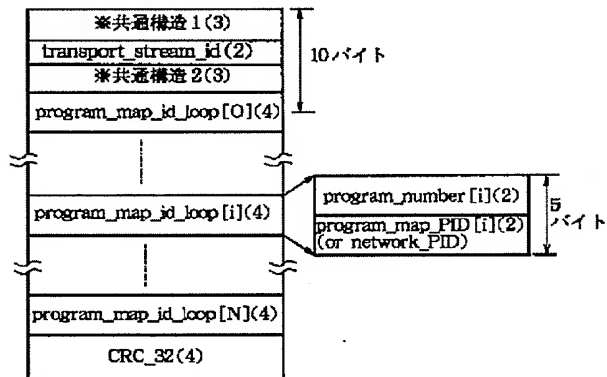 ※共通構造1(3)
transport_stream_id(2)
※共通構造2(3)
program_map_id_loop[0](4)
10バイト
program_map_id_loop[i](4)
program_number[i](2)
program_map_PID[i](2)
(or network_PID)
5
バイト
program_map_id_loop[N](4)
CRC_32(4)